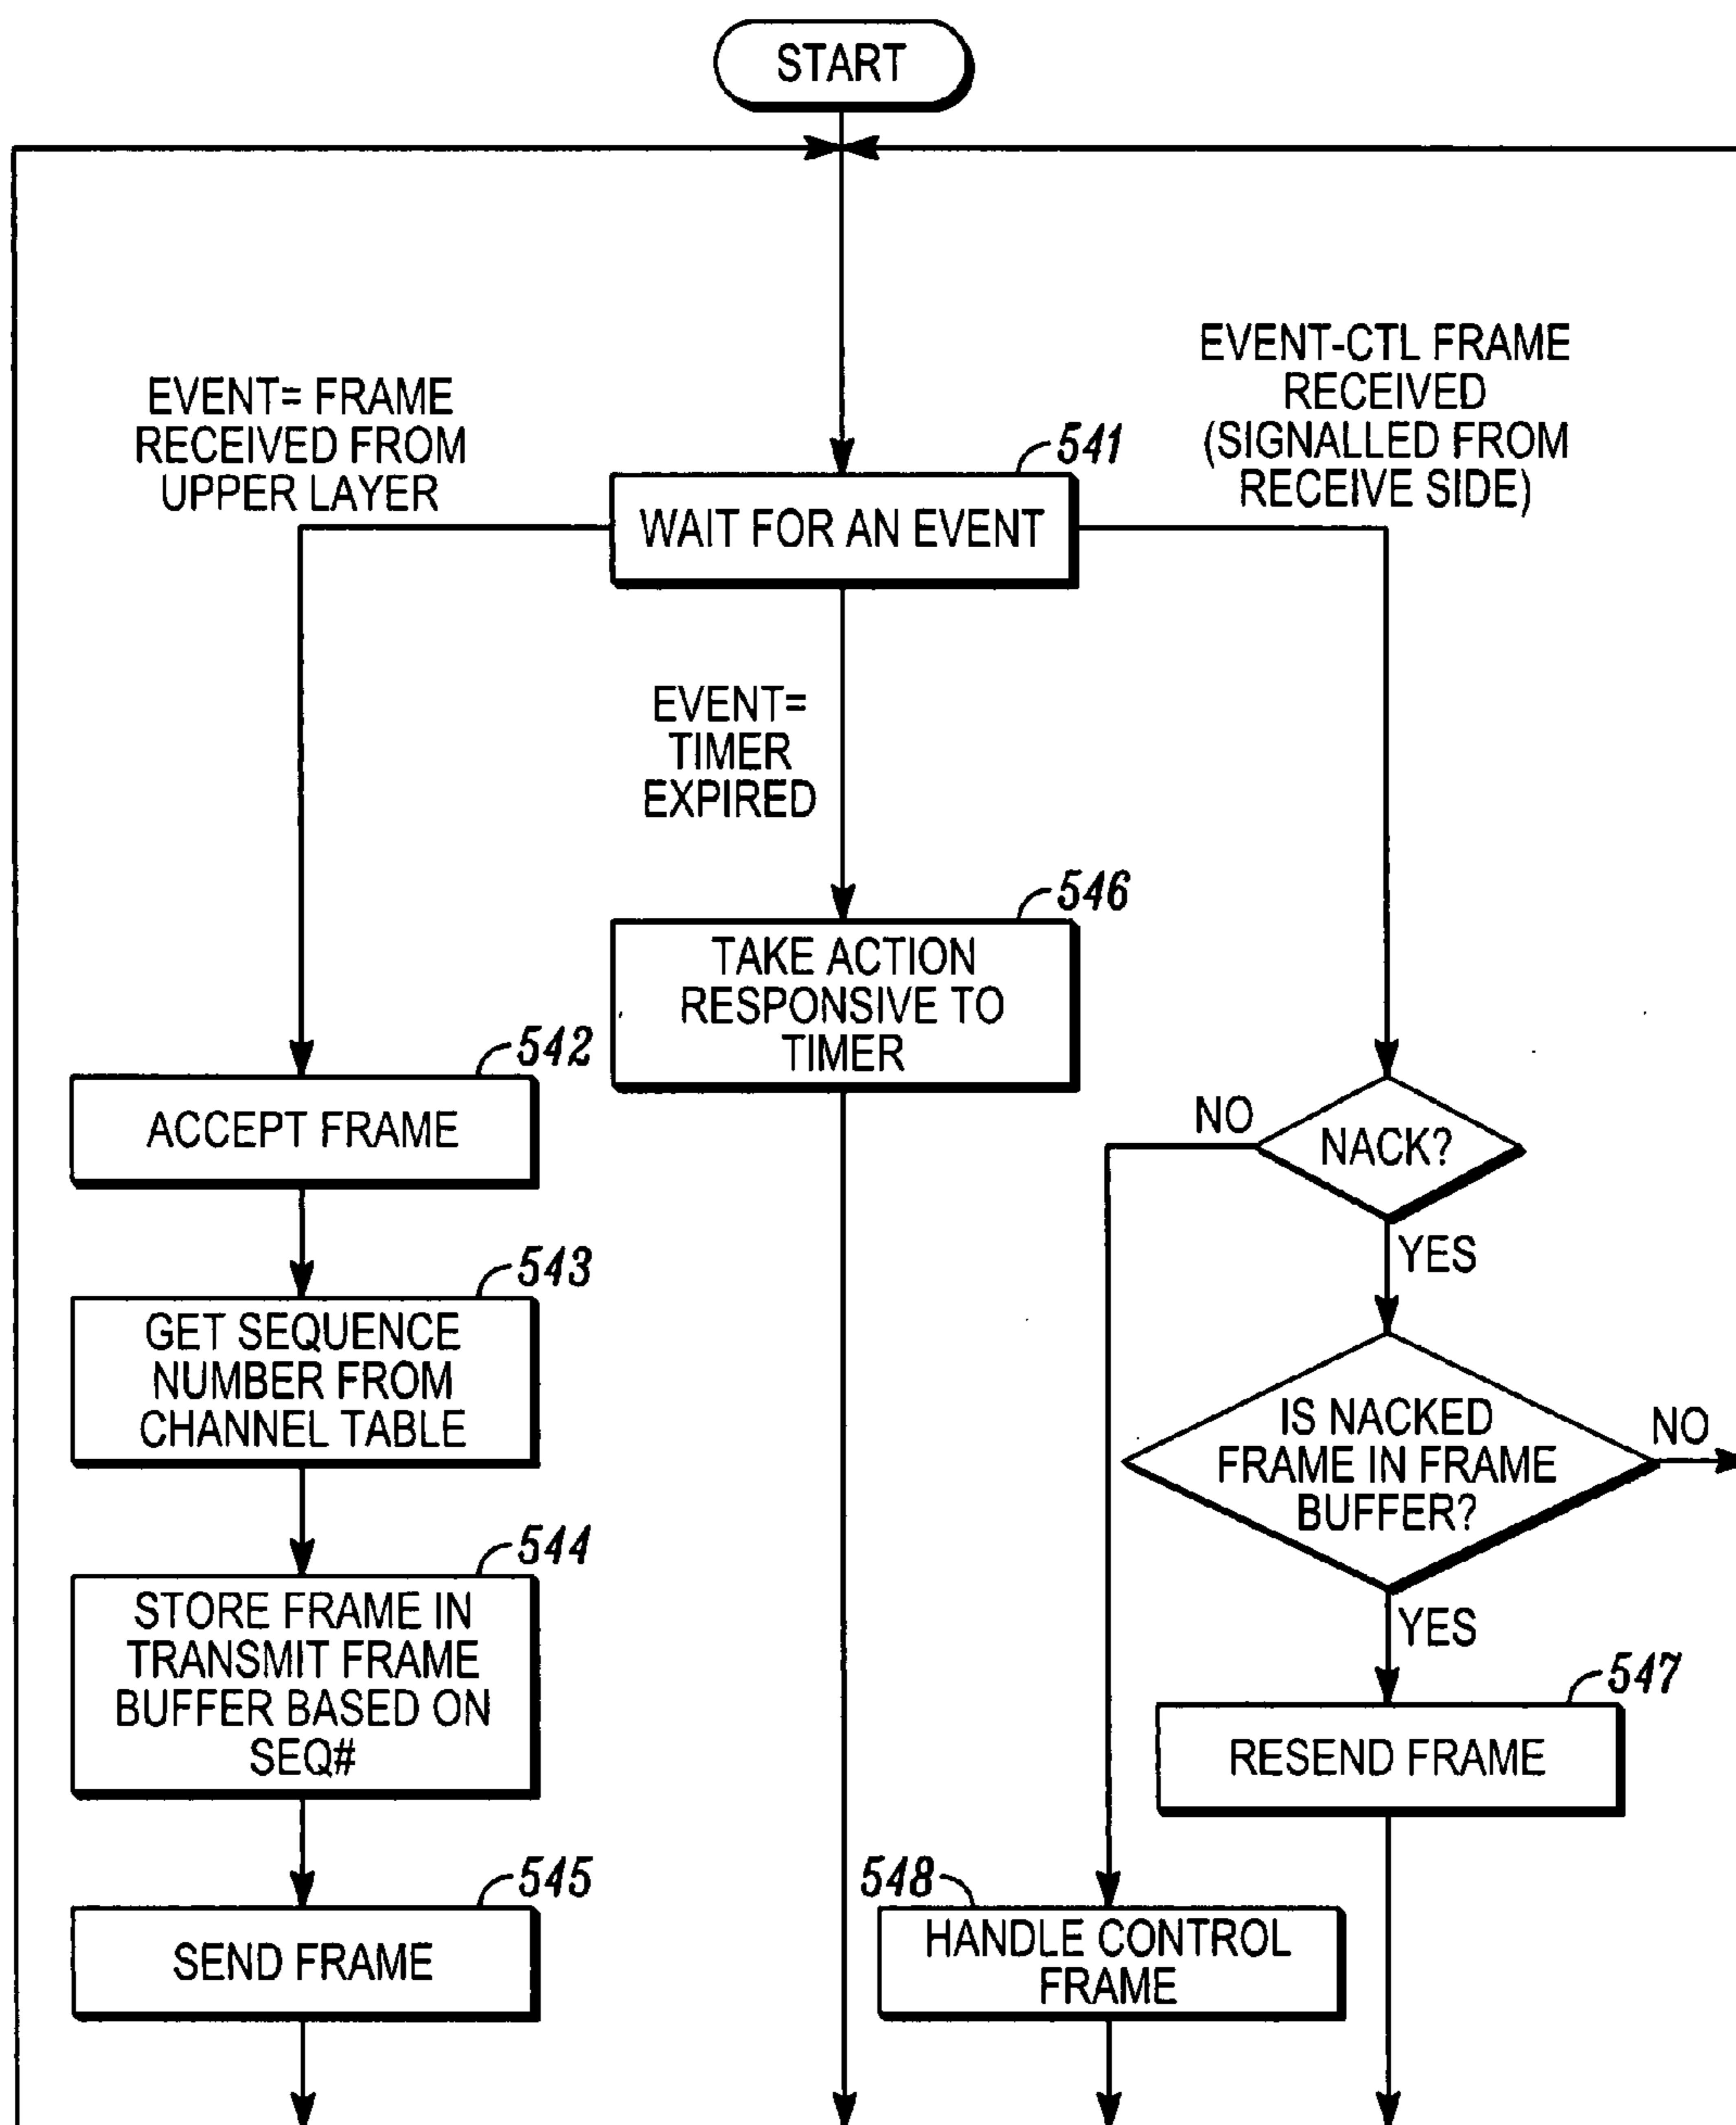 START
EVENT= FRAME
RECEIVED FROM
UPPER LAYER
541
WAIT FOR AN EVENT
EVENT-CTL FRAME
RECEIVED
(SIGNALLED FROM
RECEIVE SIDE)
EVENT=
TIMER
EXPIRED
546
TAKE ACTION
RESPONSIVE TO
TIMER
542
ACCEPT FRAME
543
GET SEQUENCE
NUMBER FROM
CHANNEL TABLE
544
STORE FRAME IN
TRANSMIT FRAME
BUFFER BASED ON
SEQ#
545
SEND FRAME
NO
NACK?
YES
IS NACKED
FRAME IN FRAME
BUFFER?
NO
YES
547
RESEND FRAME
548
HANDLE CONTROL
FRAME